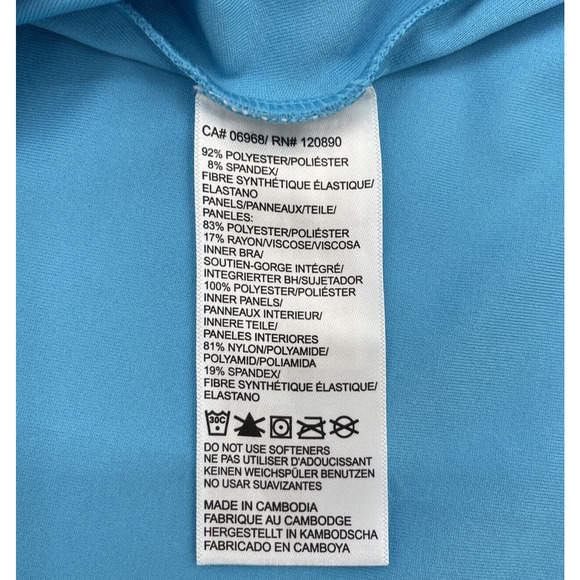 CA# 06968/ RN# 120890
92% POLYESTER/POLIÉSTER
8% SPANDEX/
FIBRE SYNTHÉTIQUE ÉLASTIQUE/
ELASTANO
PANELS/PANNEAUX/TEILE/
PANELES:
83% POLYESTER/POLIÉSTER
17% RAYON/VISCOSE/VISCOSA
INNER BRA/
SOUTIEN-GORGE INTÉGRÉ/
INTEGRIERTER BH/SUJETADOR
100% POLYESTER/POLIÉSTER
INNER PANELS/
PANNEAUX INTERIEUR/
INNERE TEILE/
PANELES INTERIORES
81% NYLON/POLYAMIDE/
POLYAMID/POLIAMIDA
19% SPANDEX/
FIBRE SYNTHÉTIQUE ÉLASTIQUE/
ELASTANO
30C
DO NOT USE SOFTENERS
NE PAS UTILISER D'ADOUCISSANT
KEINEN WEICHSPÜLER BENUTZEN
NO USAR SUAVIZANTES
MADE IN CAMBODIA
FABRIQUE AU CAMBODGE
HERGESTELLT IN KAMBODSCHA
FABRICADO EN CAMBOYA